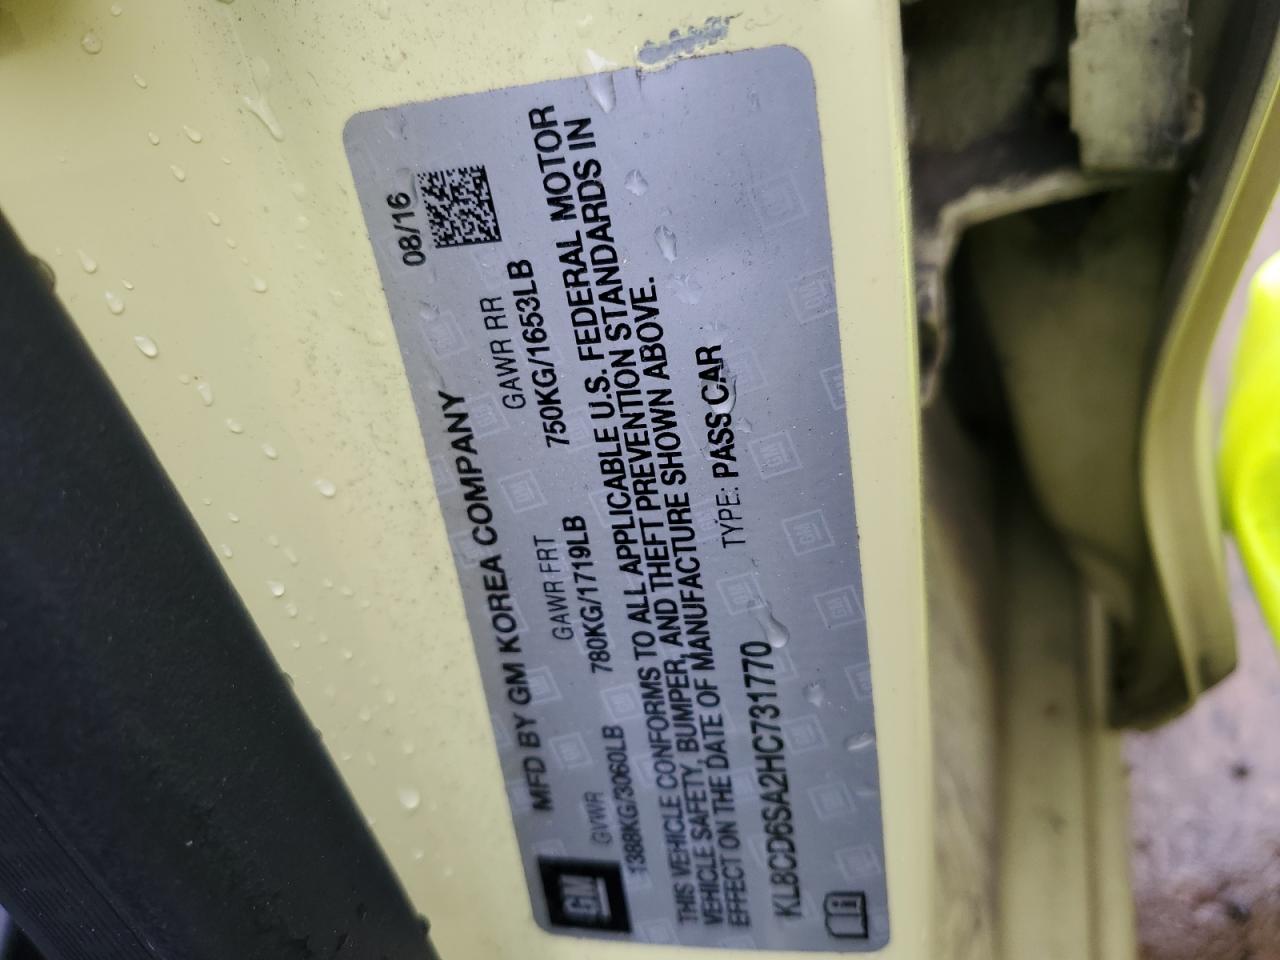 MFD BY GM KOREA COMPANY 08/16
GVWR GAWR FRT GAWR RR
1388KG/3060LB 780KG/1719LB 750KG/1653LB
THIS VEHICLE CONFORMS TO ALL APPLICABLE U.S. FEDERAL MOTOR
VEHICLE SAFETY, BUMPER, AND THEFT PREVENTION STANDARDS IN
EFFECT ON THE DATE OF MANUFACTURE SHOWN ABOVE.
KL8CD6SA2HC731770 TYPE: PASS CAR
GM